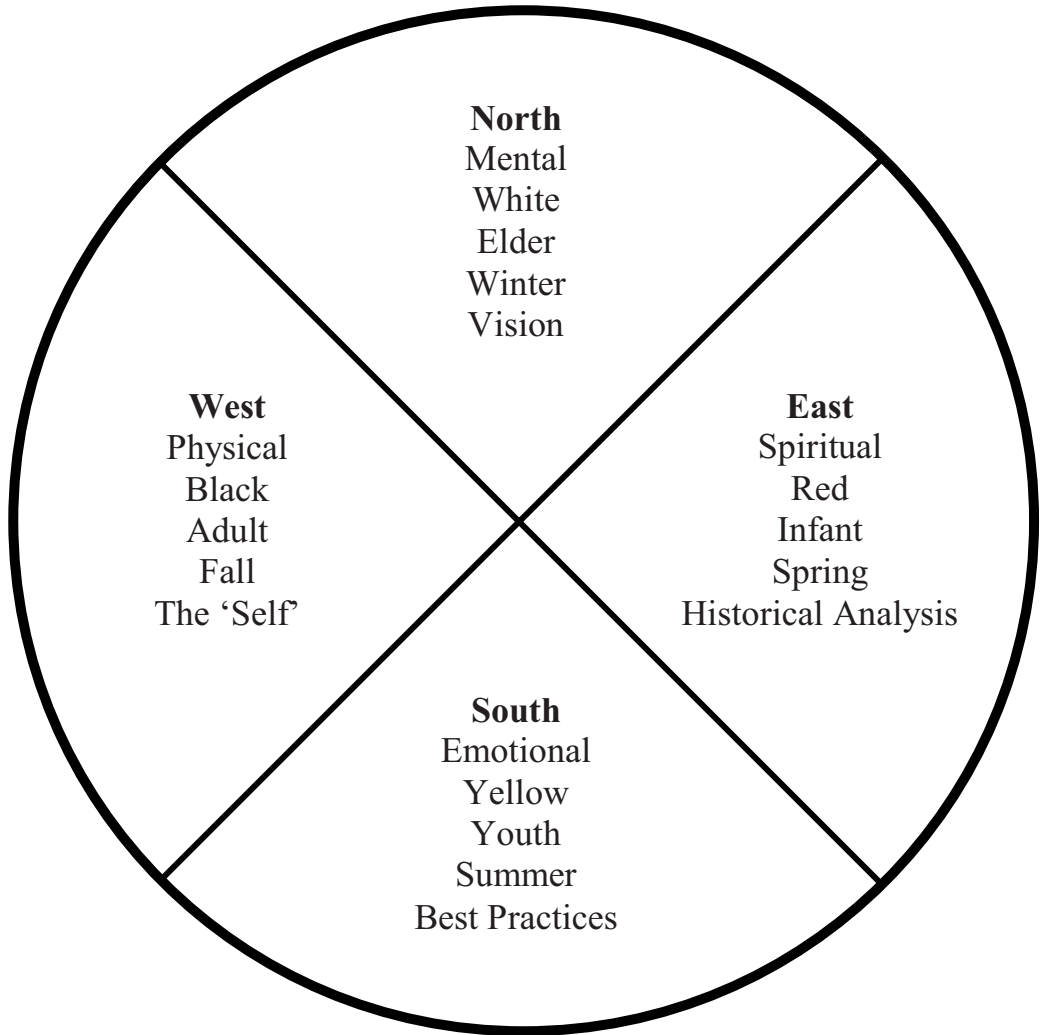 North
Mental
White
Elder
Winter
Vision
West
Physical
Black
Adult
Fall
The ‘Self’
East
Spiritual
Red
Infant
Spring
Historical Analysis
South
Emotional
Yellow
Youth
Summer
Best Practices